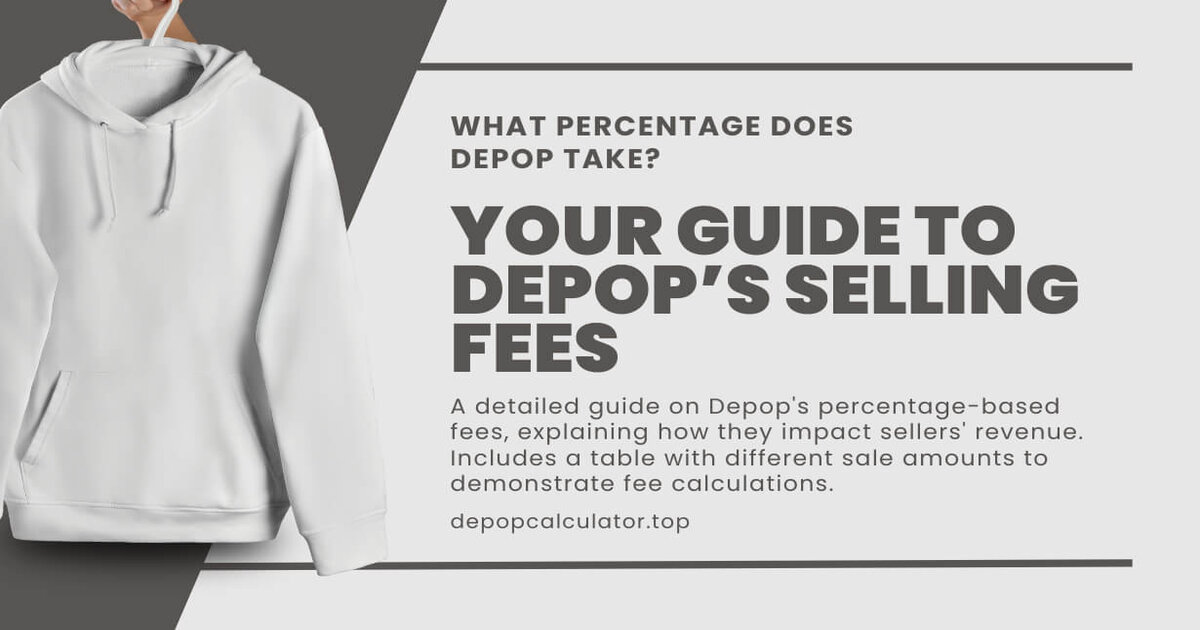 WHAT PERCENTAGE DOES
DEPOP TAKE?
YOUR GUIDE TO
DEPOP’S SELLING
FEES
A detailed guide on Depop's percentage-based
fees, explaining how they impact sellers' revenue.
Includes a table with different sale amounts to
demonstrate fee calculations.
depopcalculator.top